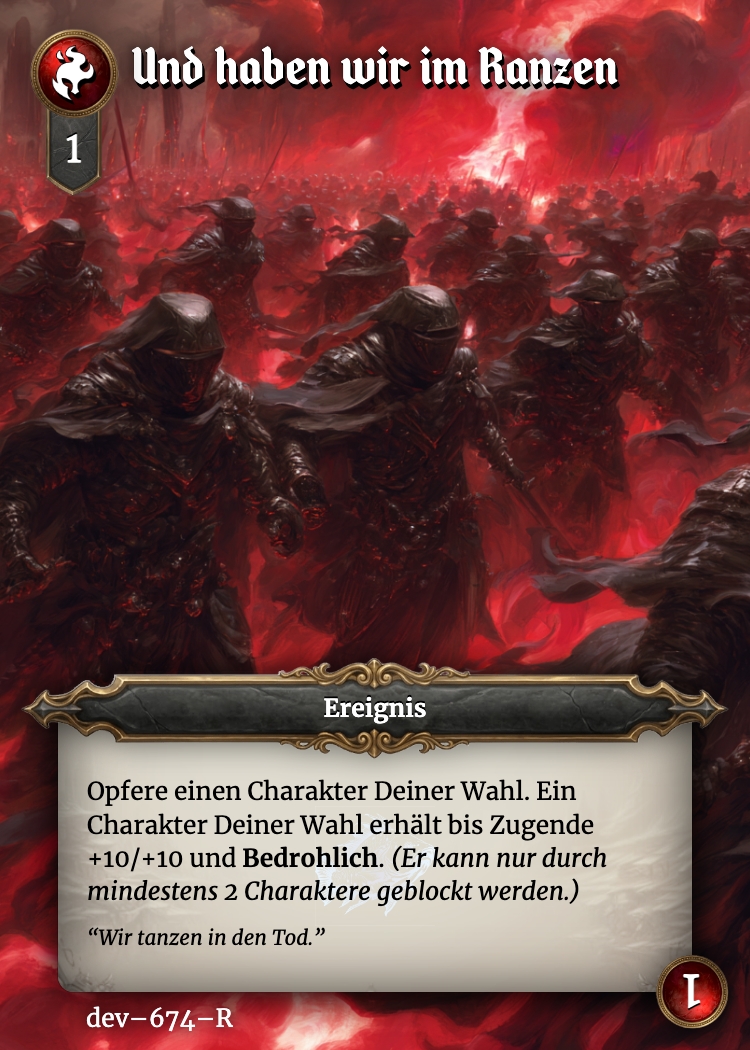 Und haben wir im Ranzen
1
Ereignis
Opfere einen Charakter Deiner Wahl. Ein
Charakter Deiner Wahl erhält bis Zugende
+10/+10 und Bedrohlich. (Er kann nur durch
mindestens 2 Charaktere geblockt werden.)
“Wir tanzen in den Tod.”
1
dev–674–R